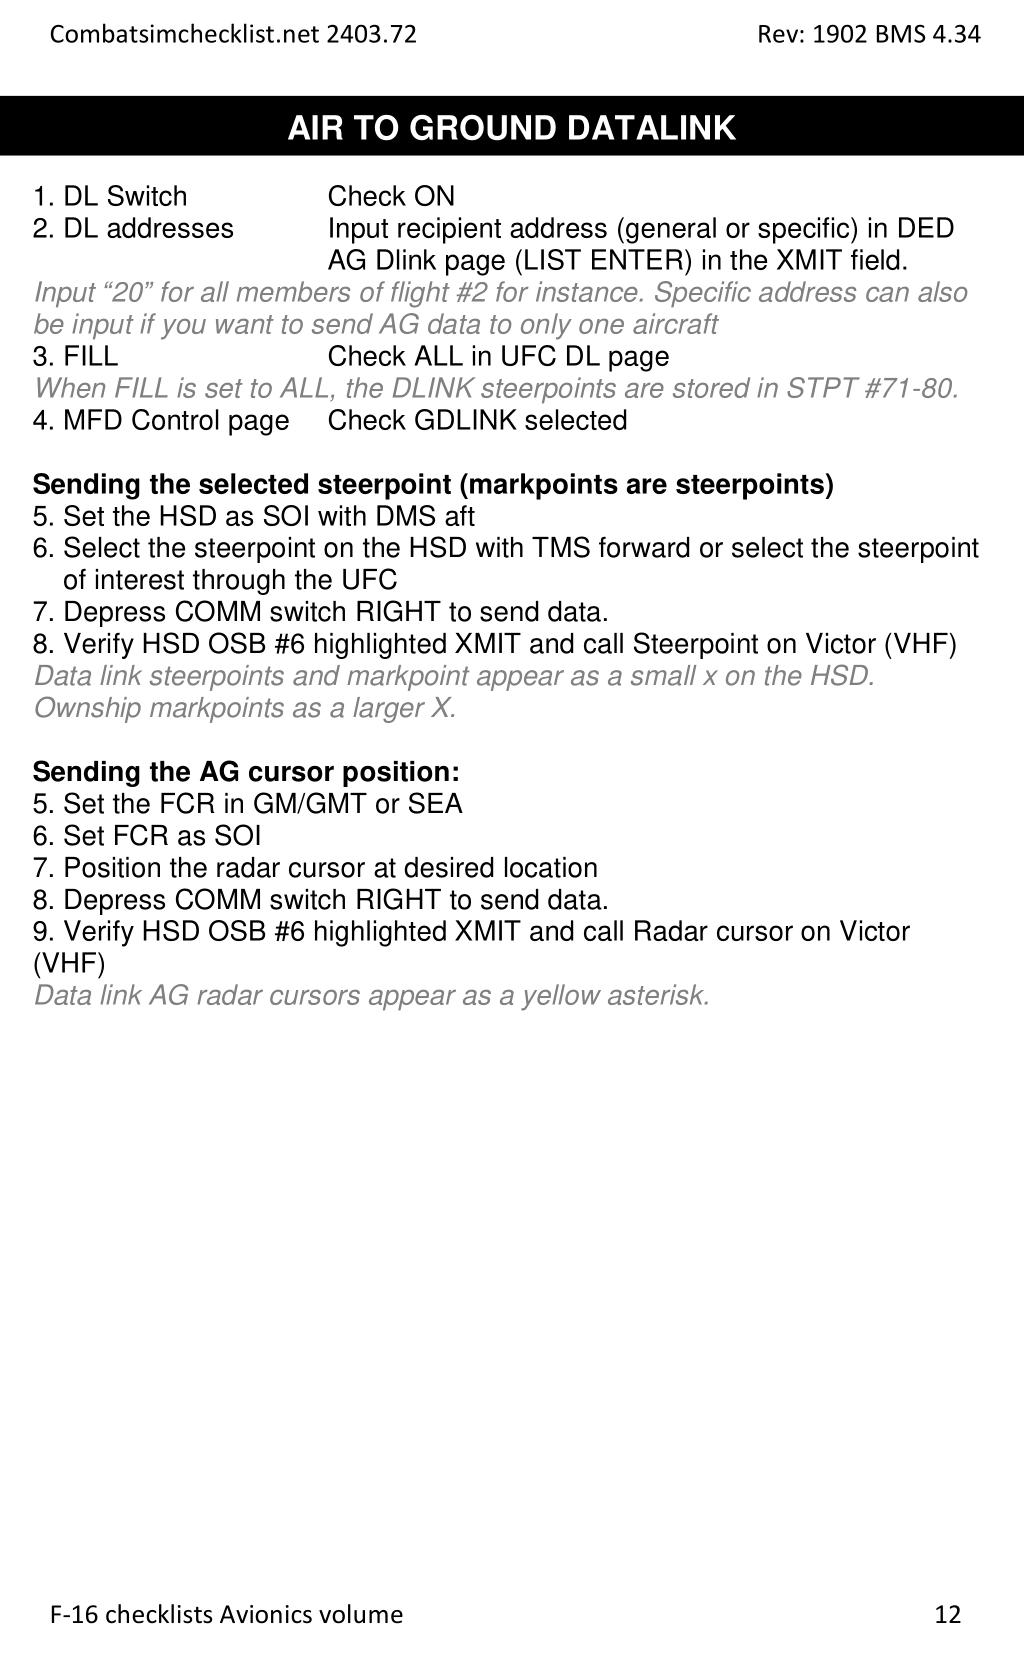 Combatsimchecklist.net 2403.72 Rev: 1902 BMS 4.34
AIR TO GROUND DATALINK
1. DL Switch Check ON
2. DL addresses Input recipient address (general or specific) in DED
AG Dlink page (LIST ENTER) in the XMIT field.
Input “20” for all members of flight #2 for instance. Specific address can also
be input if you want to send AG data to only one aircraft
3. FILL Check ALL in UFC DL page
When FILL is set to ALL, the DLINK steerpoints are stored in STPT #71-80.
4. MFD Control page Check GDLINK selected
Sending the selected steerpoint (markpoints are steerpoints)
5. Set the HSD as SOI with DMS aft
6. Select the steerpoint on the HSD with TMS forward or select the steerpoint
of interest through the UFC
7. Depress COMM switch RIGHT to send data.
8. Verify HSD OSB #6 highlighted XMIT and call Steerpoint on Victor (VHF)
Data link steerpoints and markpoint appear as a small x on the HSD.
Ownship markpoints as a larger X.
Sending the AG cursor position:
5. Set the FCR in GM/GMT or SEA
6. Set FCR as SOI
7. Position the radar cursor at desired location
8. Depress COMM switch RIGHT to send data.
9. Verify HSD OSB #6 highlighted XMIT and call Radar cursor on Victor
(VHF)
Data link AG radar cursors appear as a yellow asterisk.
F-16 checklists Avionics volume 12